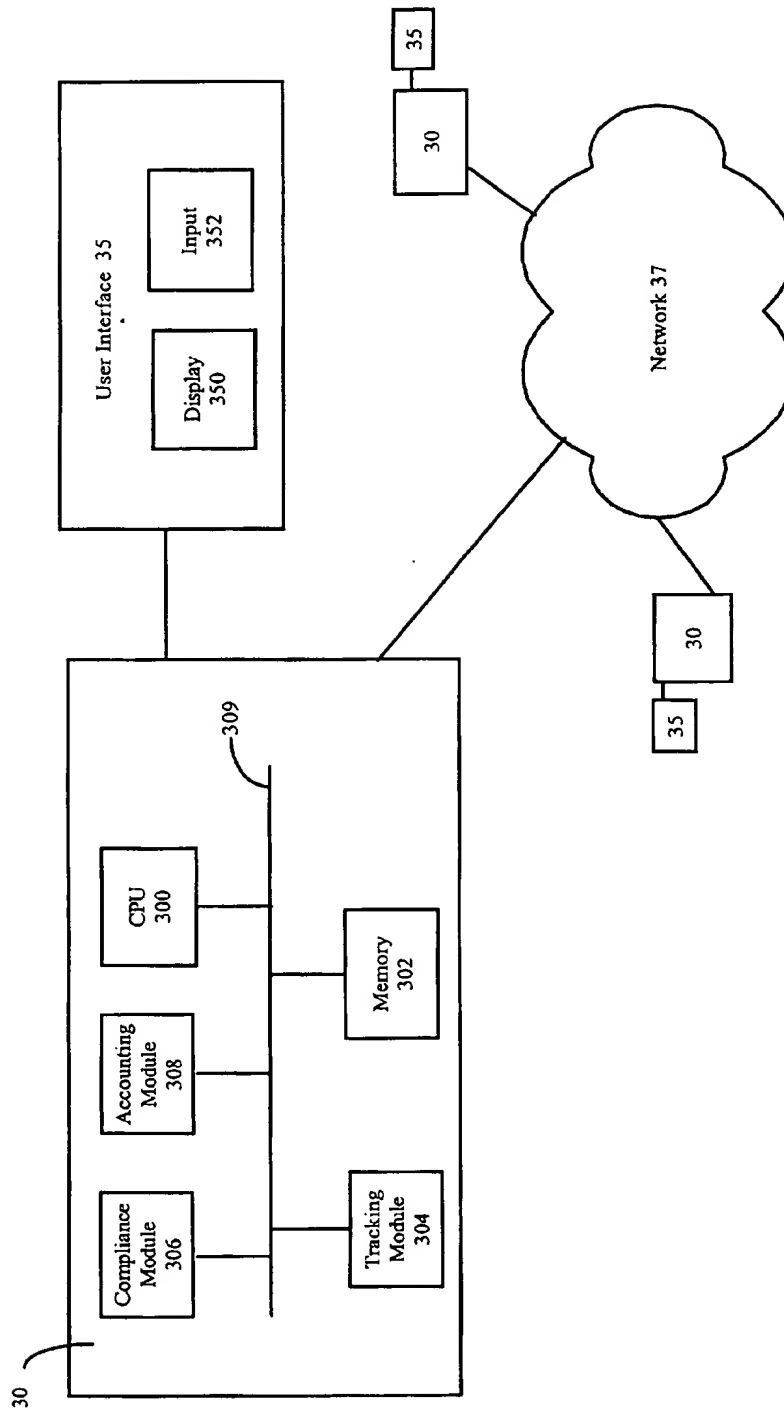 30
Compliance
Module
306
Accounting
Module
308
CPU
300
309
Tracking
Module
304
Memory
302
User Interface 35
Display
350
Input
352
35
30
Network 37
30
35